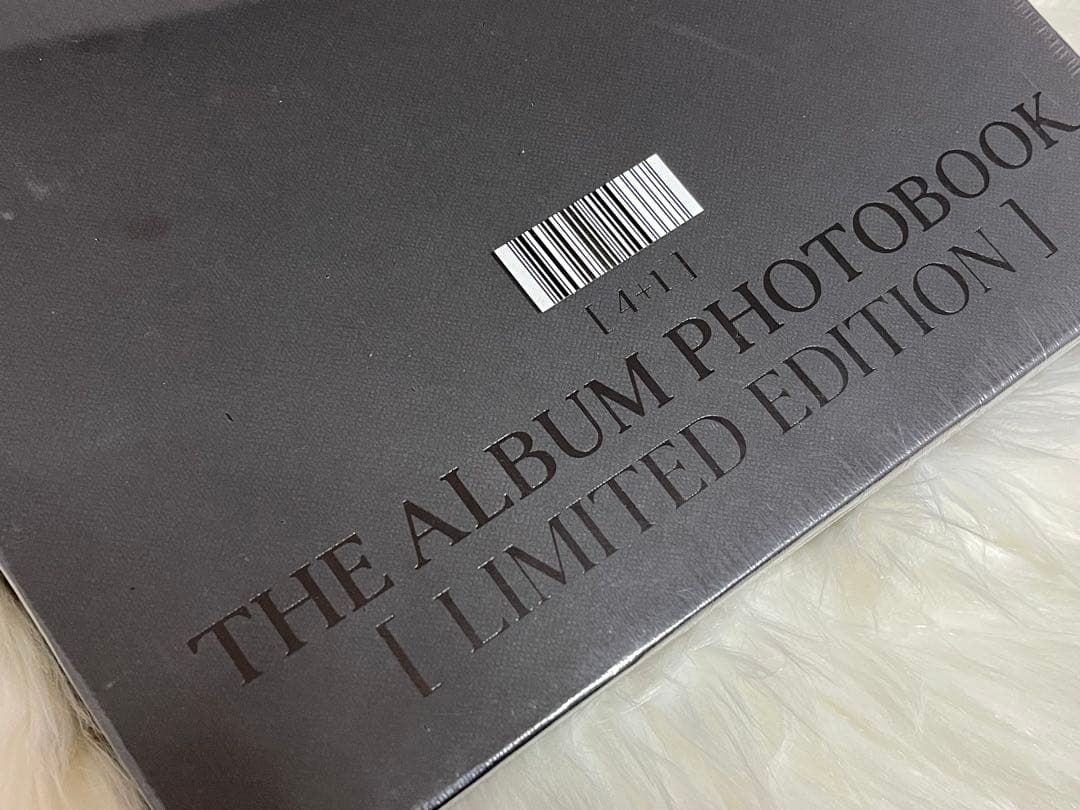 [ 4+1 ]
THE ALBUM PHOTOBOOK
[ LIMITED EDITION ]